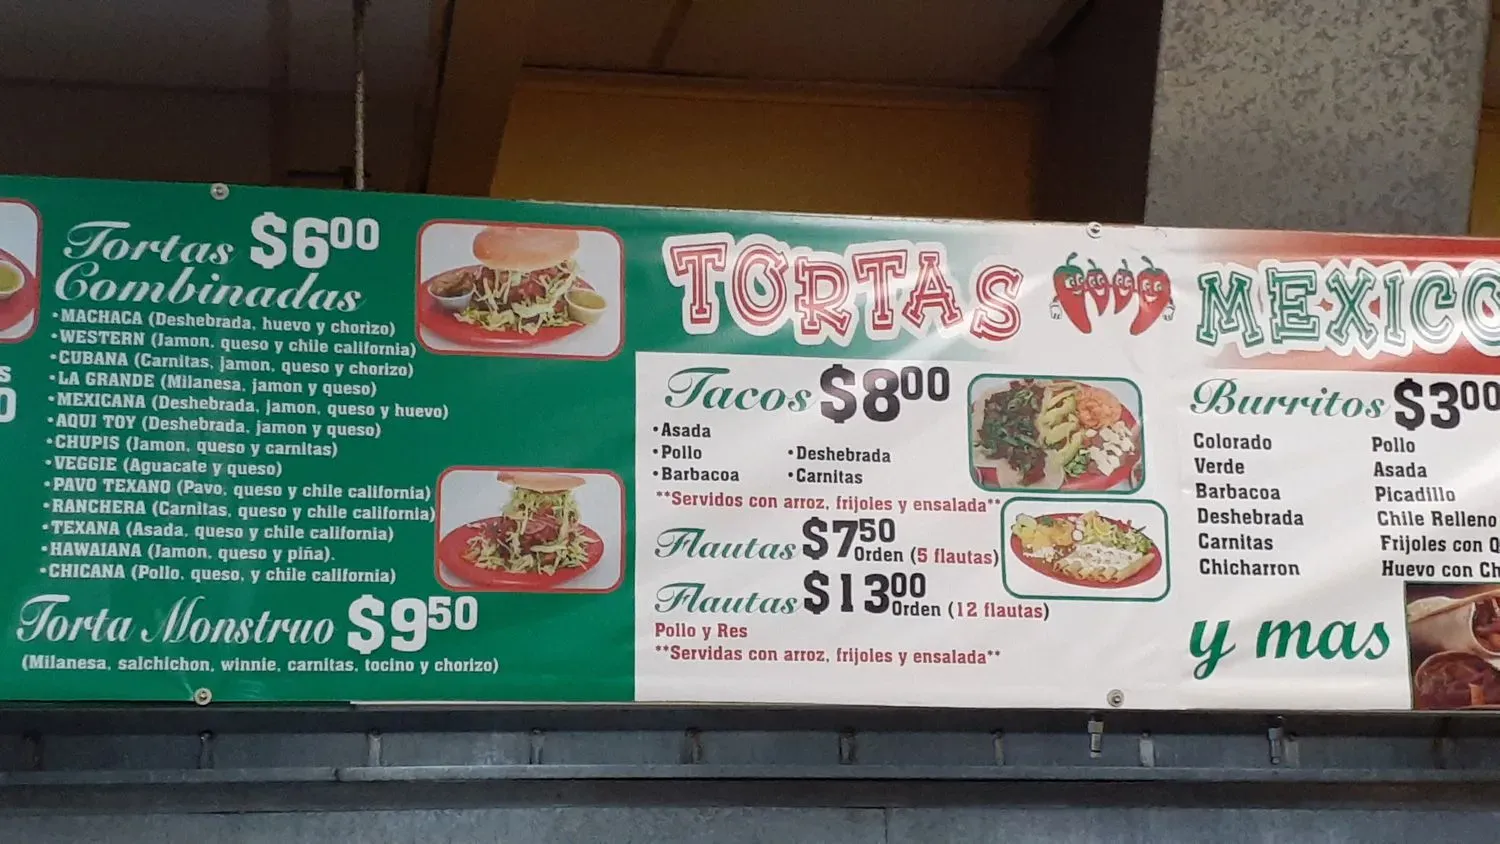 Tortas $6.00
Combinadas
•MACHACA (Deshebrada, huevo y chorizo)
•WESTERN (Jamon, queso y chile california)
•CUBANA (Carnitas, jamon, queso y chorizo)
•LA GRANDE (Milanesa, jamon y queso)
•MEXICANA (Deshebrada, jamon, queso y huevo)
•AQUI TOY (Deshebrada, jamon y queso)
•CHUPIS (Jamon, queso y carnitas)
•VEGGIE (Aguacate y queso)
•PAVO TEXANO (Pavo, queso y chile california)
•RANCHERA (Carnitas, queso y chile california)
•TEXANA (Asada, queso y chile california)
•HAWAIANA (Jamon, queso y piña).
•CHICANA (Pollo, queso, y chile california)
Torta Monstruo $9.50
(Milanesa, salchichon, winnie, carnitas, tocino y chorizo)
TORTAS MEXICO
Tacos $8.00
•Asada
•Pollo •Deshebrada
•Barbacoa •Carnitas
**Servidos con arroz, frijoles y ensalada**
Flautas $7.50 Orden (5 flautas)
Flautas $13.00 Orden (12 flautas)
Pollo y Res
**Servidas con arroz, frijoles y ensalada**
Burritos $3.00
Colorado Pollo
Verde Asada
Barbacoa Picadillo
Deshebrada Chile Relleno
Carnitas Frijoles con Q
Chicharron Huevo con Ch
y mas